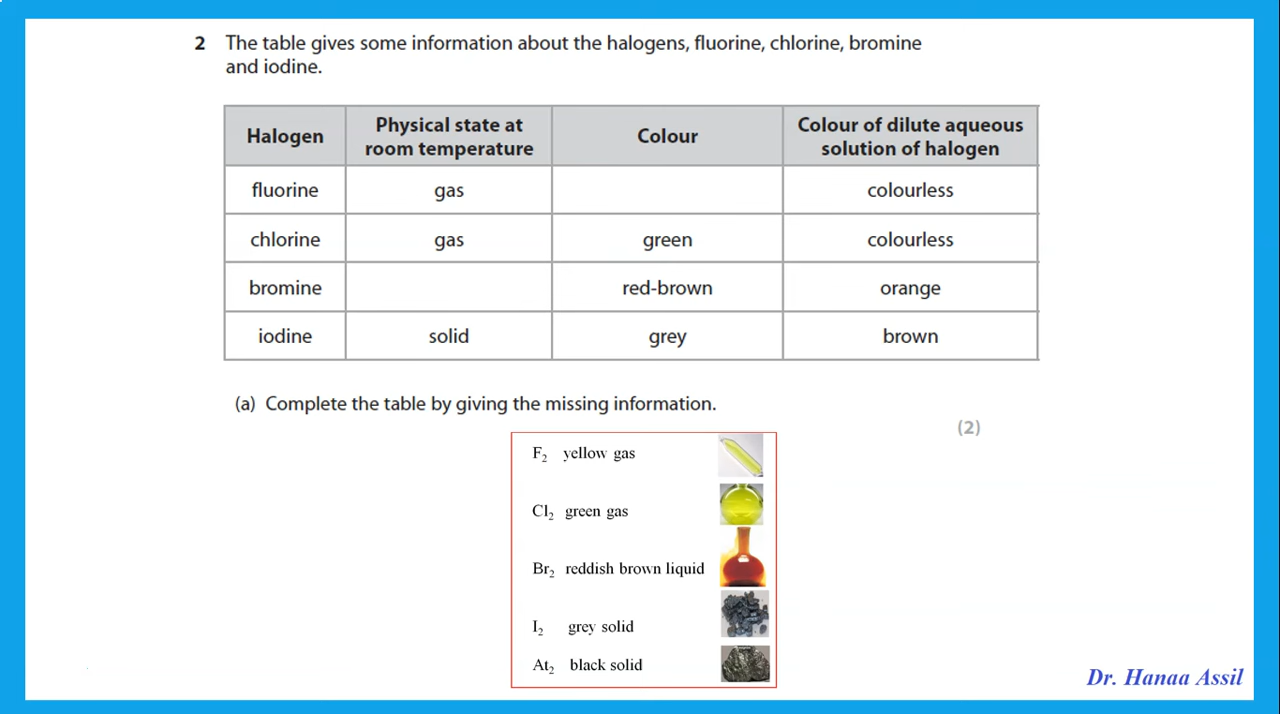 2 The table gives some information about the halogens, fluorine, chlorine, bromine
and iodine.
Halogen
Physical state at
room temperature
Colour
Colour of dilute aqueous
solution of halogen
fluorine gas colourless
chlorine gas green colourless
bromine red-brown orange
iodine solid grey brown
(a) Complete the table by giving the missing information.
(2)
F₂ yellow gas
Cl₂ green gas
Br₂ reddish brown liquid
I₂ grey solid
At₂ black solid
Dr. Hanaa Assil